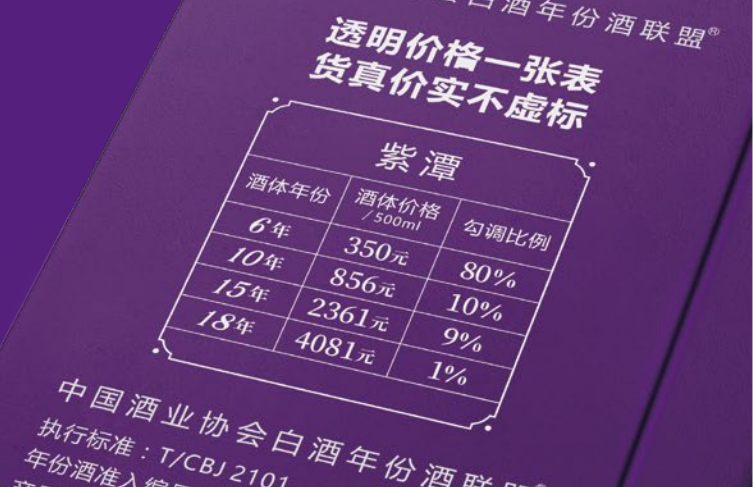 会白酒年份酒联盟®
透明价格一张表
货真价实不虚标
紫潭
酒体年份 酒体价格/500ml 勾调比例
6年 350元 80%
10年 856元 10%
15年 2361元 9%
18年 4081元 1%
中国酒业协会白酒年份酒联盟®
执行标准：T/CBJ 2101
年份酒准入编